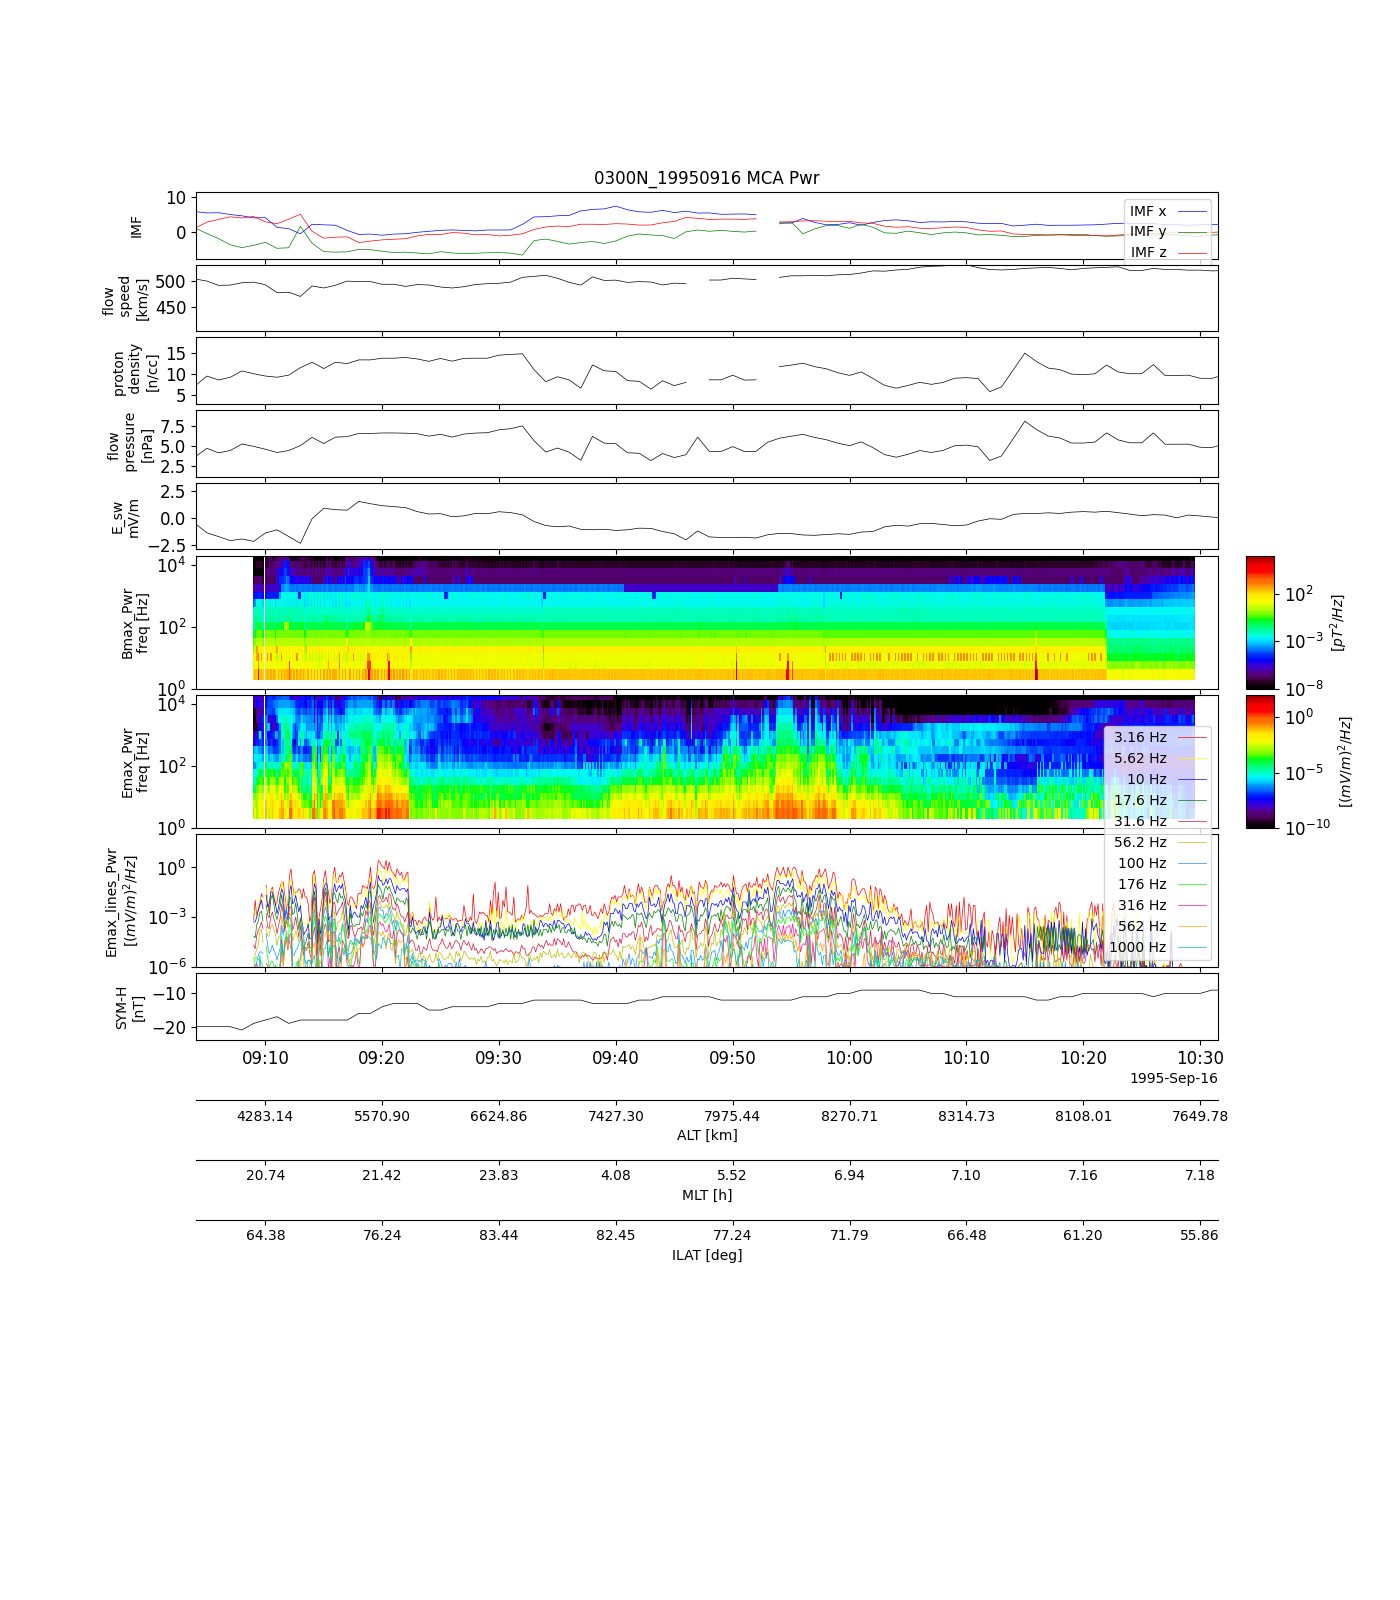 0300N_19950916 MCA Pwr
10
0
IMF
IMF x
IMF y
IMF z
500
450
flow
speed
[km/s]
15
10
5
proton
density
[n/cc]
7.5
5.0
2.5
flow
pressure
[nPa]
2.5
0.0
−2.5
E_sw
mV/m
10^4
10^2
10^0
Bmax_Pwr
freq [Hz]
10^2
10^−3
10^−8
[pT^2/Hz]
10^4
10^2
10^0
Emax_Pwr
freq [Hz]
10^0
10^−5
10^−10
[(mV/m)^2/Hz]
3.16 Hz
5.62 Hz
10 Hz
17.6 Hz
31.6 Hz
56.2 Hz
100 Hz
176 Hz
316 Hz
562 Hz
1000 Hz
10^0
10^−3
10^−6
Emax_lines_Pwr
[(mV/m)^2/Hz]
−10
−20
SYM-H
[nT]
09:10 09:20 09:30 09:40 09:50 10:00 10:10 10:20 10:30
1995-Sep-16
4283.14 5570.90 6624.86 7427.30 7975.44 8270.71 8314.73 8108.01 7649.78
ALT [km]
20.74 21.42 23.83 4.08 5.52 6.94 7.10 7.16 7.18
MLT [h]
64.38 76.24 83.44 82.45 77.24 71.79 66.48 61.20 55.86
ILAT [deg]